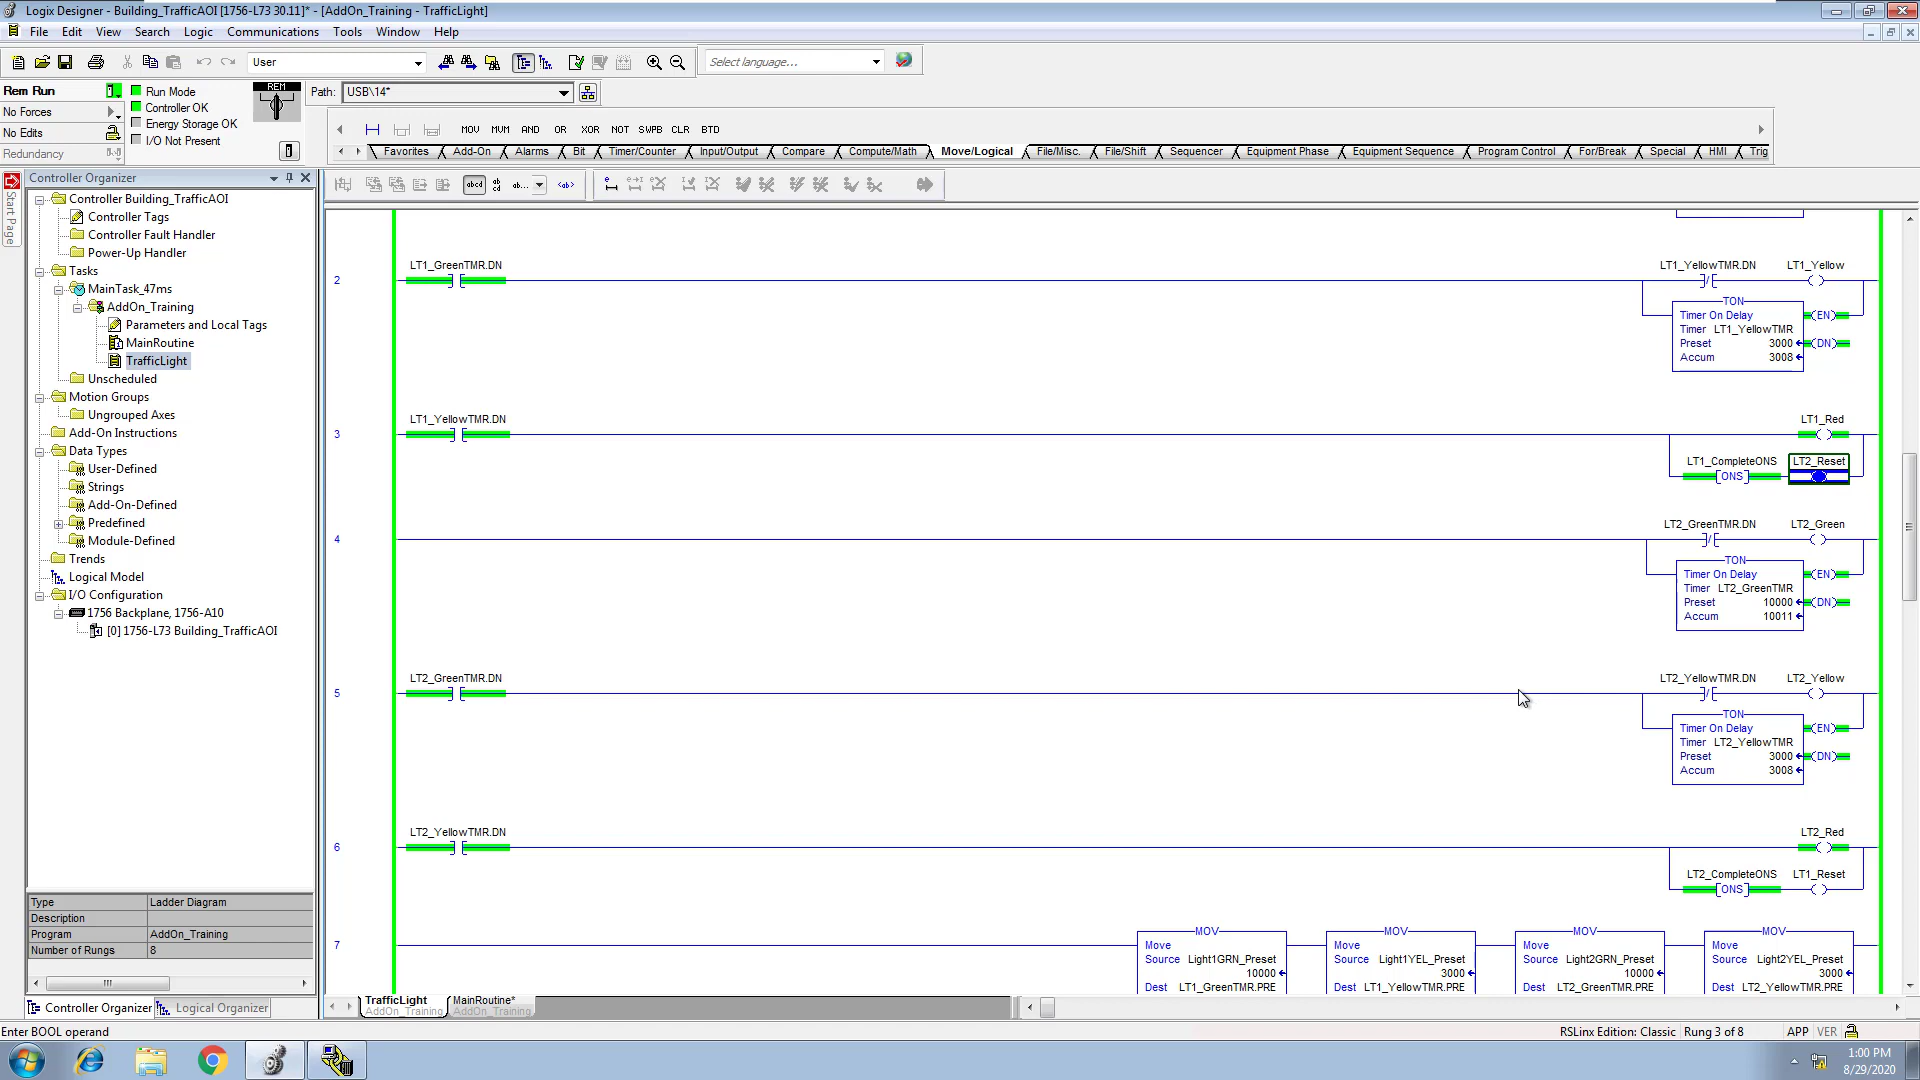 Logix Designer - Building_TrafficAOI [1756-L73 30.11]* - [AddOn_Training - TrafficLight]
File Edit View Search Logic Communications Tools Window Help
User
Select language...
Rem Run
No Forces
No Edits
Redundancy
Run Mode
Controller OK
Energy Storage OK
I/O Not Present
REM
Path: USB\14*
MOV MVM AND OR XOR NOT SWPB CLR BTD
Favorites Add-On Alarms Bit Timer/Counter Input/Output Compare Compute/Math Move/Logical File/Misc. File/Shift Sequencer Equipment Phase Equipment Sequence Program Control For/Break Special HMI Trig
Start Page
Controller Organizer
Controller Building_TrafficAOI
Controller Tags
Controller Fault Handler
Power-Up Handler
Tasks
MainTask_47ms
AddOn_Training
Parameters and Local Tags
MainRoutine
TrafficLight
Unscheduled
Motion Groups
Ungrouped Axes
Add-On Instructions
Data Types
User-Defined
Strings
Add-On-Defined
Predefined
Module-Defined
Trends
Logical Model
I/O Configuration
1756 Backplane, 1756-A10
[0] 1756-L73 Building_TrafficAOI
Type Ladder Diagram
Description
Program AddOn_Training
Number of Rungs 8
Controller Organizer Logical Organizer
abcd ab cd ab... <ab>
2
LT1_GreenTMR.DN
LT1_YellowTMR.DN LT1_Yellow
TON
Timer On Delay EN
Timer LT1_YellowTMR
Preset 3000 DN
Accum 3008
3
LT1_YellowTMR.DN
LT1_Red
LT1_CompleteONS LT2_Reset
ONS
4
LT2_GreenTMR.DN LT2_Green
TON
Timer On Delay EN
Timer LT2_GreenTMR
Preset 10000 DN
Accum 10011
5
LT2_GreenTMR.DN
LT2_YellowTMR.DN LT2_Yellow
TON
Timer On Delay EN
Timer LT2_YellowTMR
Preset 3000 DN
Accum 3008
6
LT2_YellowTMR.DN
LT2_Red
LT2_CompleteONS LT1_Reset
ONS
7
MOV MOV MOV MOV
Move Move Move Move
Source Light1GRN_Preset Source Light1YEL_Preset Source Light2GRN_Preset Source Light2YEL_Preset
10000 3000 10000 3000
Dest LT1_GreenTMR.PRE Dest LT1_YellowTMR.PRE Dest LT2_GreenTMR.PRE Dest LT2_YellowTMR.PRE
TrafficLight MainRoutine*
AddOn_Training AddOn_Training
Enter BOOL operand
RSLinx Edition: Classic Rung 3 of 8 APP VER
1:00 PM
8/29/2020